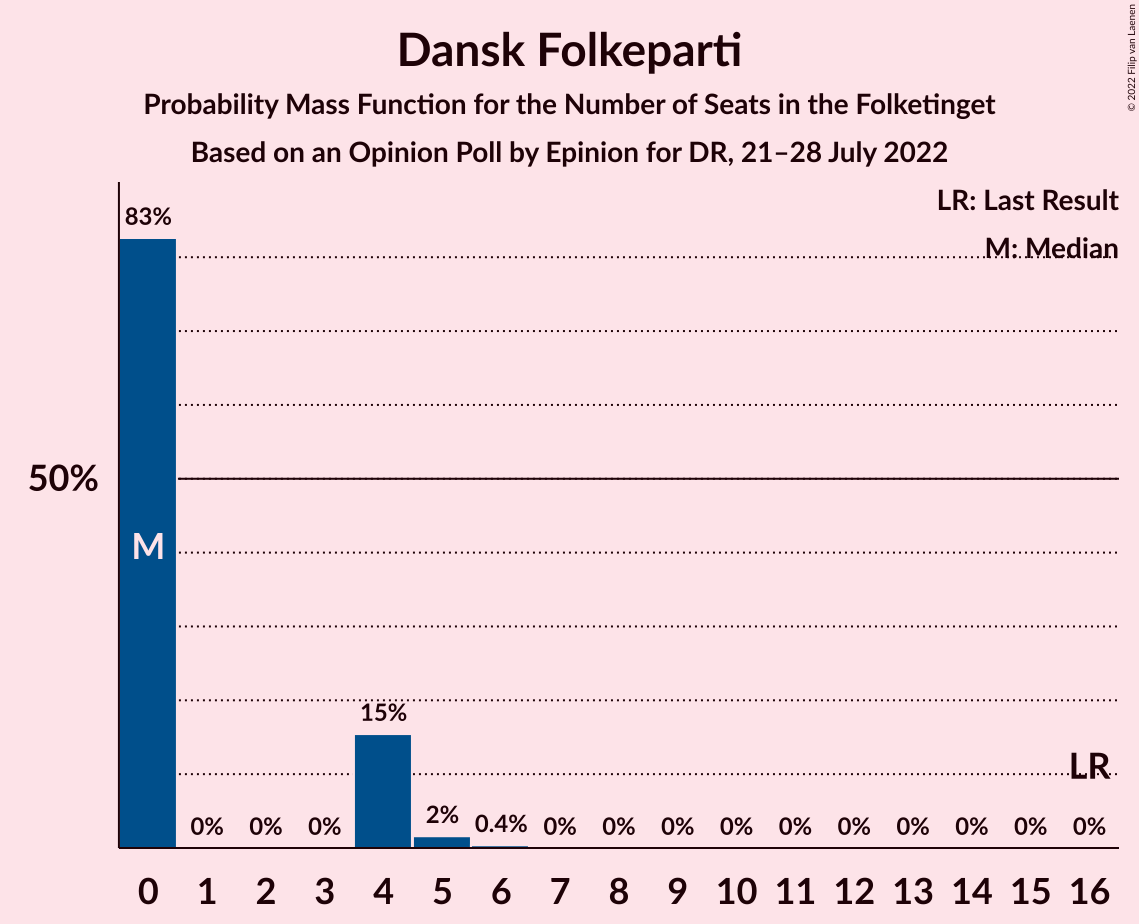 Dansk Folkeparti
Probability Mass Function for the Number of Seats in the Folketinget
Based on an Opinion Poll by Epinion for DR, 21–28 July 2022
© 2022 Filip van Laenen
LR: Last Result
M: Median
83%
50%
M
15%
LR
0%
0%
0%
2%
0.4%
0%
0%
0%
0%
0%
0%
0%
0%
0%
0%
0 1 2 3 4 5 6 7 8 9 10 11 12 13 14 15 16